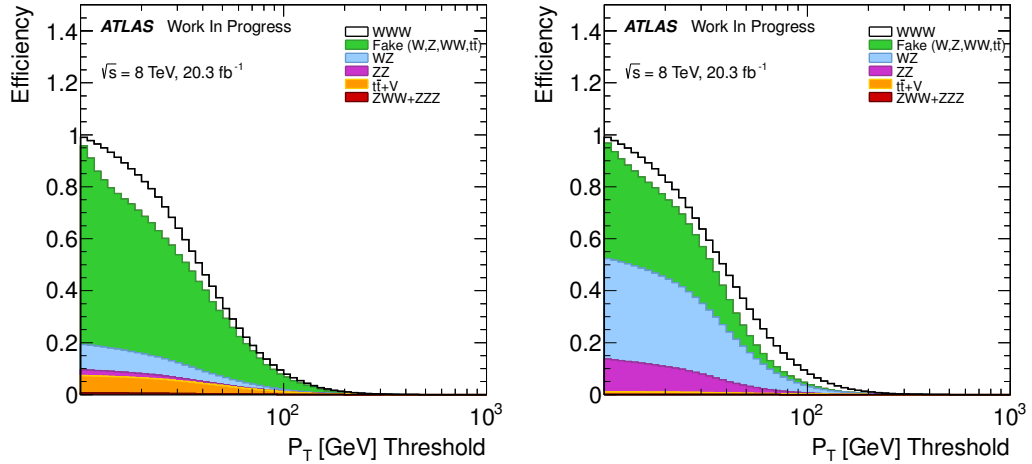 Efficiency
1.4
1.2
1
0.8
0.6
0.4
0.2
0
ATLAS Work In Progress
√s = 8 TeV, 20.3 fb⁻¹
WWW
Fake (W,Z,WW,tt̄)
WZ
ZZ
tt̄+V
ZWW+ZZZ
10²
10³
P_T [GeV] Threshold
Efficiency
1.4
1.2
1
0.8
0.6
0.4
0.2
0
ATLAS Work In Progress
√s = 8 TeV, 20.3 fb⁻¹
WWW
Fake (W,Z,WW,tt̄)
WZ
ZZ
tt̄+V
ZWW+ZZZ
10²
10³
P_T [GeV] Threshold